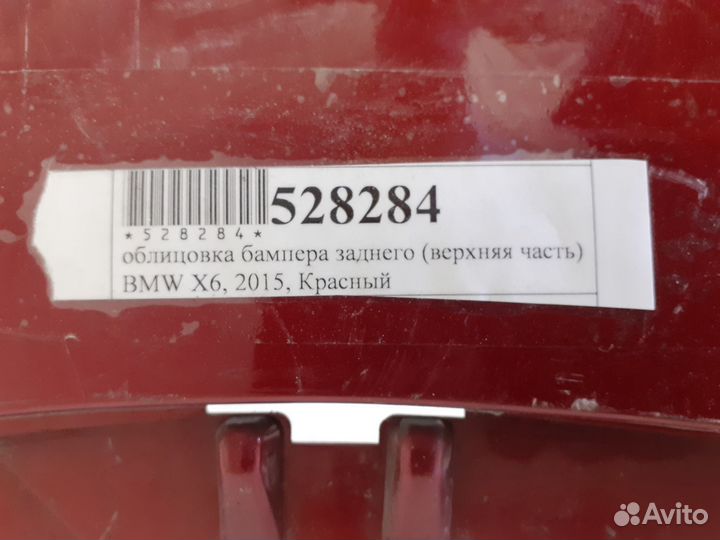 528284
*528284*
облицовка бампера заднего (верхняя часть)
BMW X6, 2015, Красный
Avito